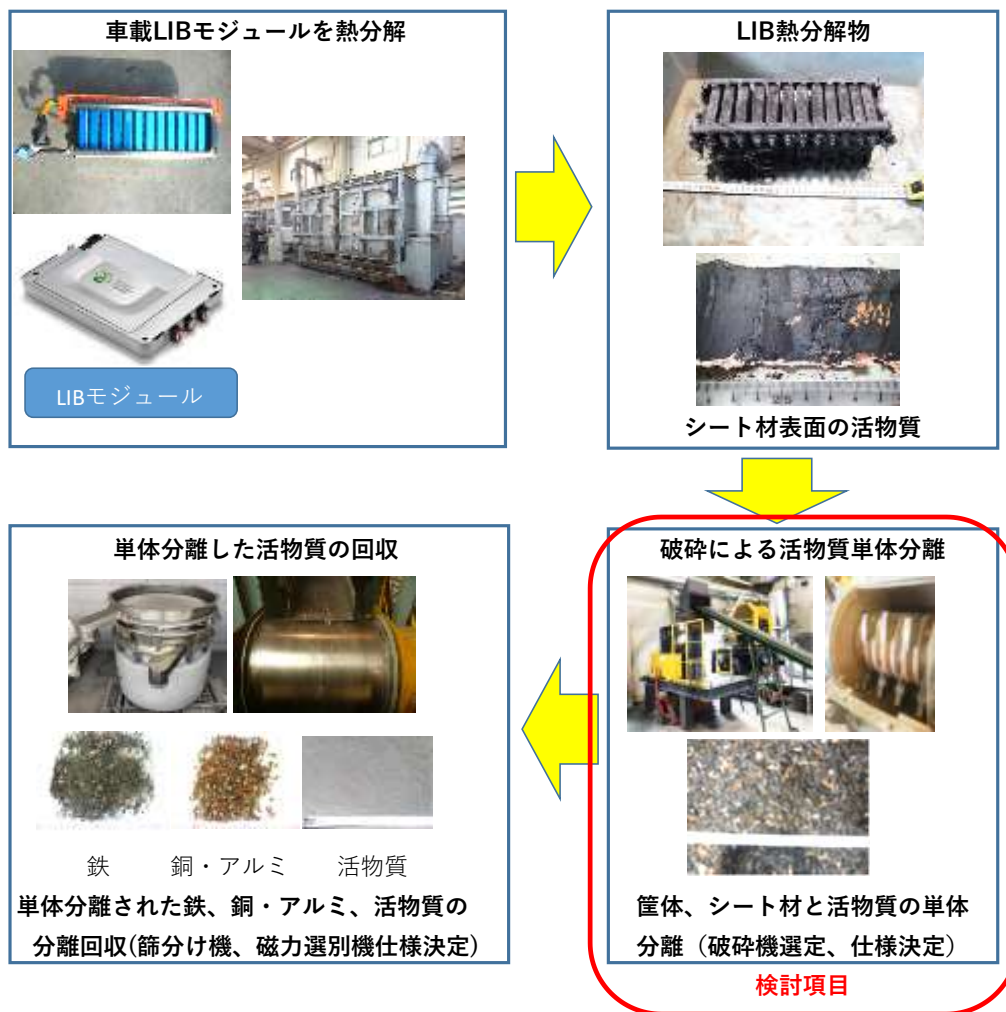 車載LIBモジュールを熱分解
LIBモジュール
LIB熱分解物
シート材表面の活物質
破砕による活物質単体分離
筐体、シート材と活物質の単体
分離（破砕機選定、仕様決定）
検討項目
単体分離した活物質の回収
鉄 銅・アルミ 活物質
単体分離された鉄、銅・アルミ、活物質の
分離回収(篩分け機、磁力選別機仕様決定)